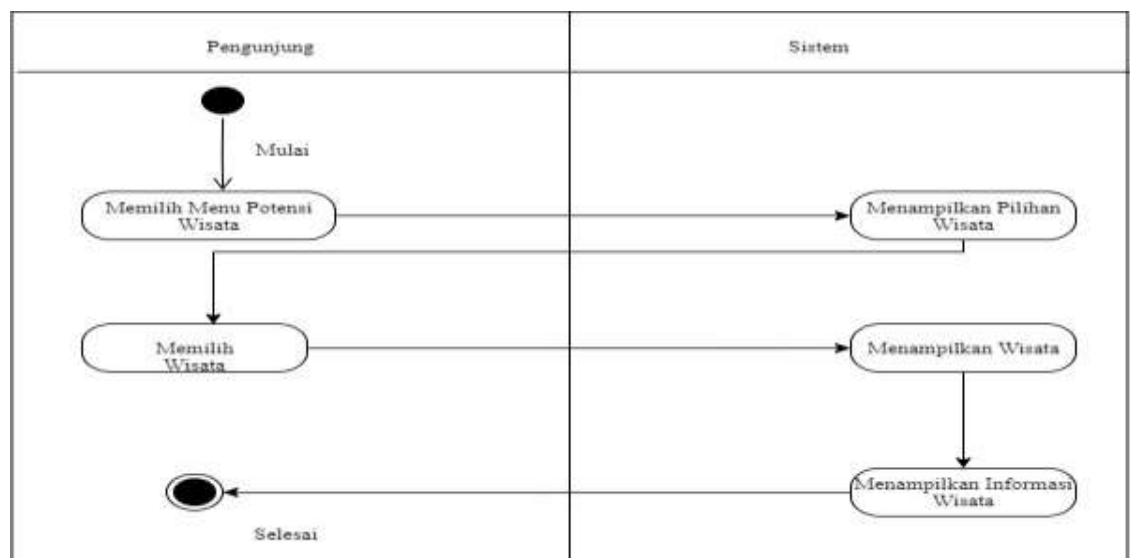 Pengunjung
Sistem
Mulai
Memilih Menu Potensi
Wisata
Menampilkan Pilihan
Wisata
Memilih
Wisata
Menampilkan Wisata
Menampilkan Informasi
Wisata
Selesai